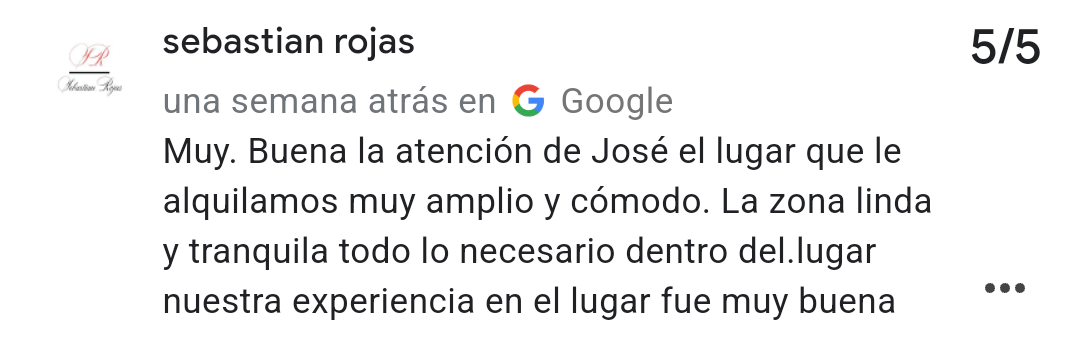 sebastian rojas
5/5
una semana atrás en Google
Muy. Buena la atención de José el lugar que le
alquilamos muy amplio y cómodo. La zona linda
y tranquila todo lo necesario dentro del.lugar
nuestra experiencia en el lugar fue muy buena
YR
Sebastian Rojas